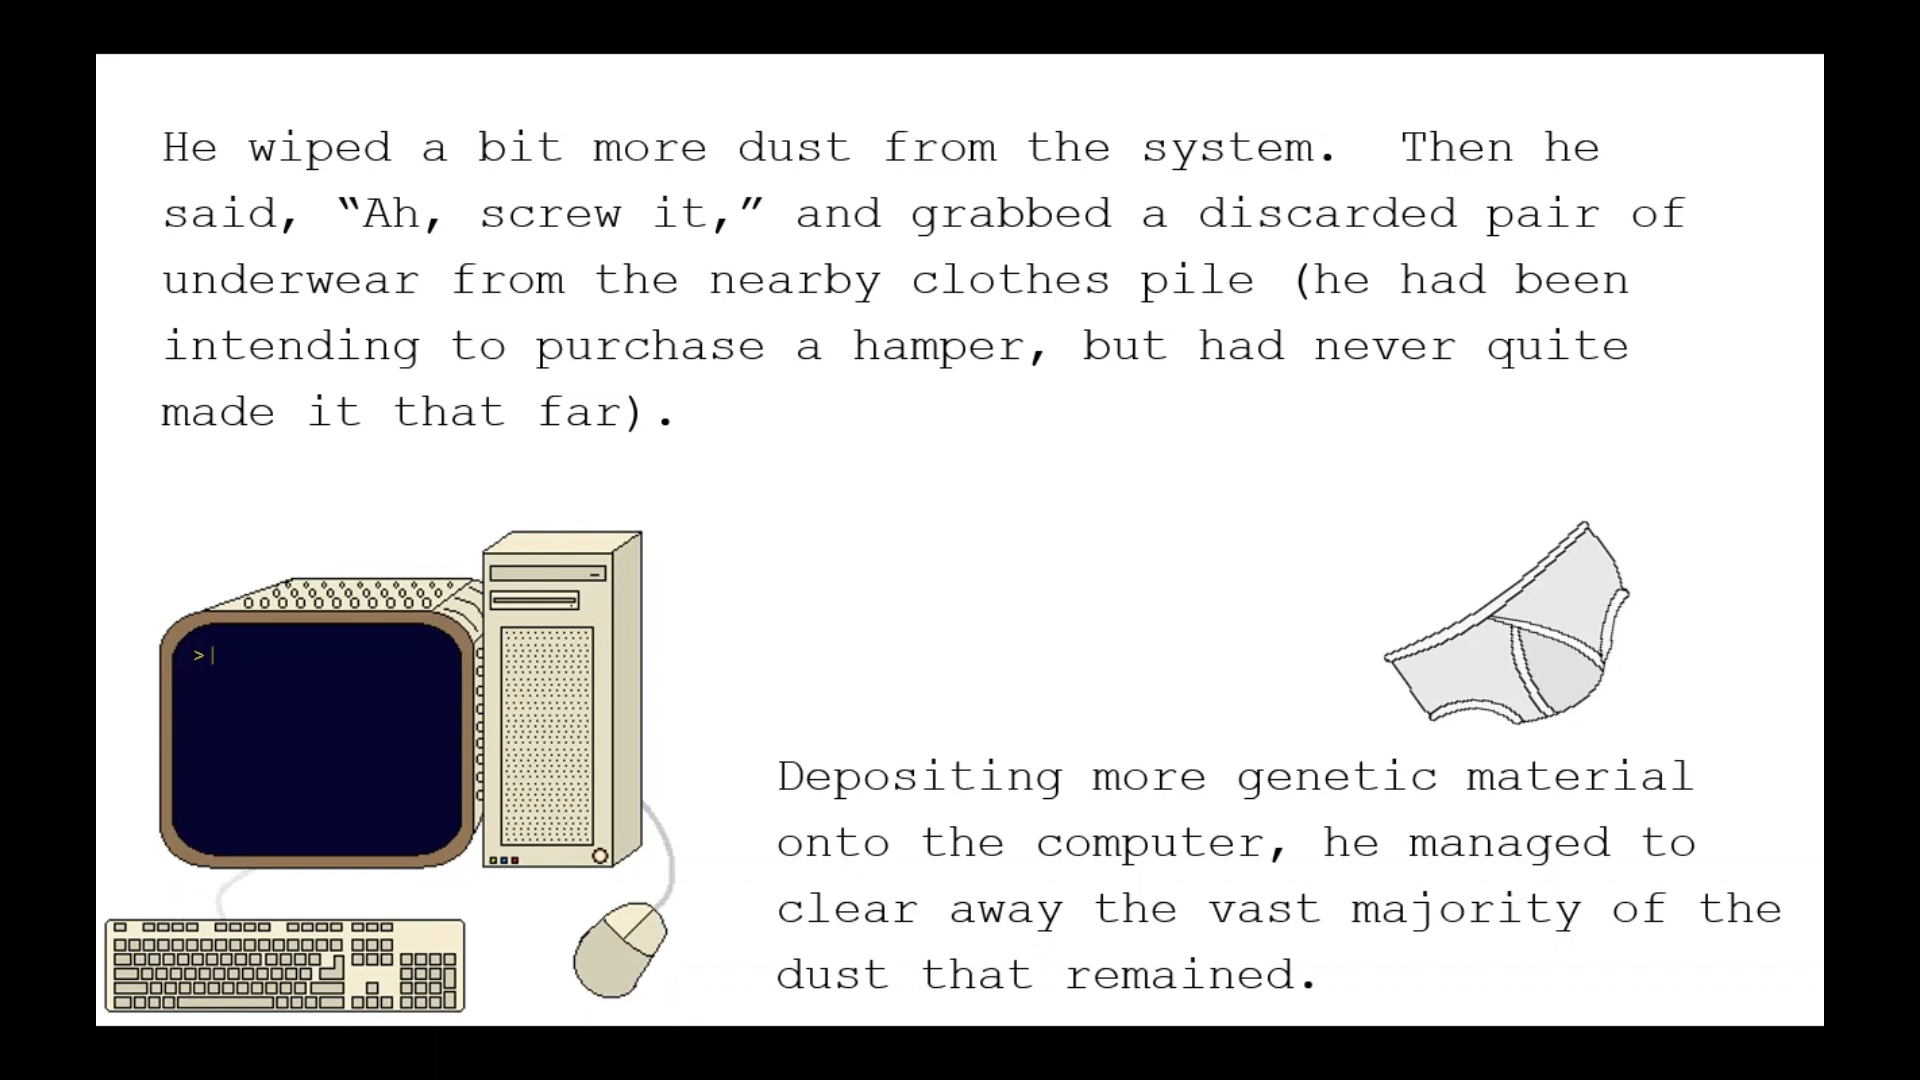 He wiped a bit more dust from the system.  Then he
said, “Ah, screw it,” and grabbed a discarded pair of
underwear from the nearby clothes pile (he had been
intending to purchase a hamper, but had never quite
made it that far).
>|
Depositing more genetic material
onto the computer, he managed to
clear away the vast majority of the
dust that remained.